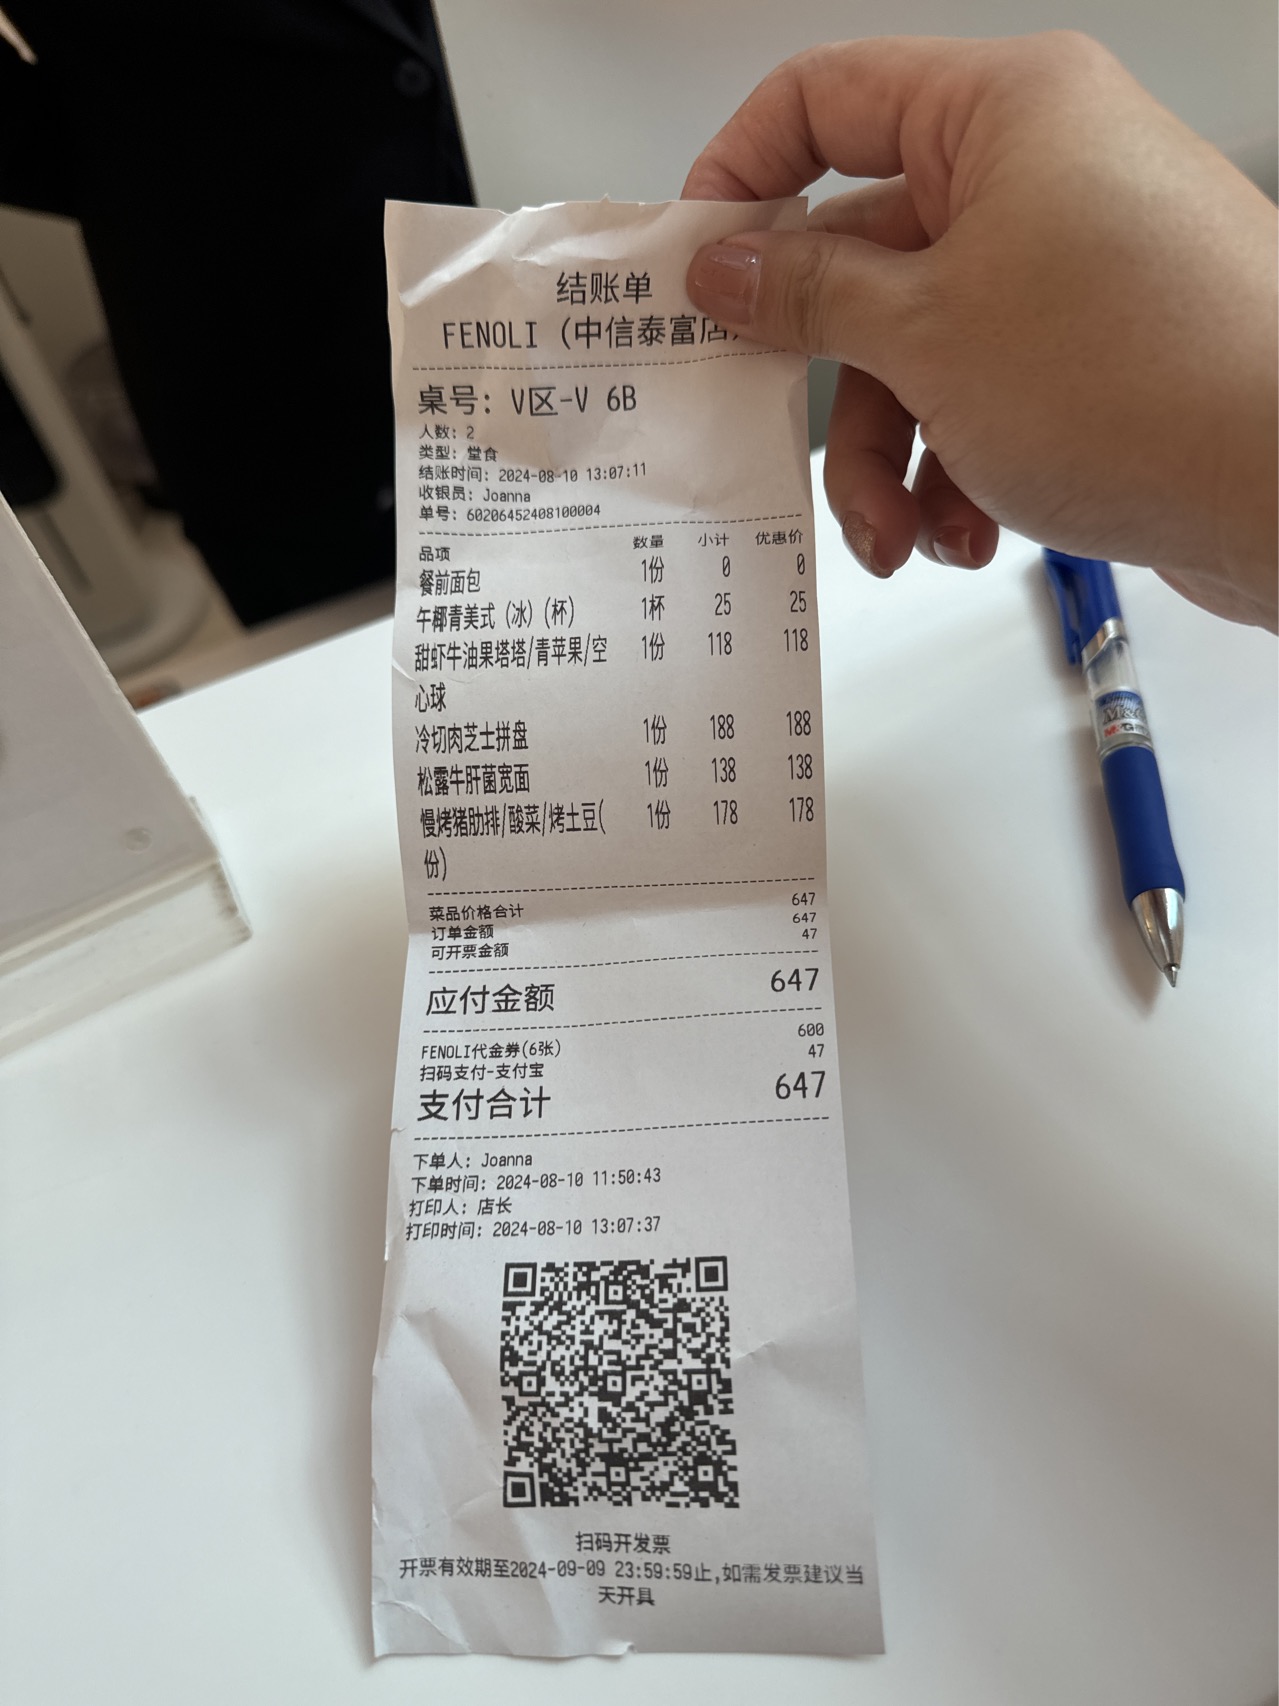 结账单
FENOLI (中信泰富店)
桌号: V区-V 6B
人数: 2
类型: 堂食
结账时间: 2024-08-10 13:07:11
收银员: Joanna
单号: 60206452408100004
品项 数量 小计 优惠价
餐前面包 1份 0 0
午椰青美式 (冰) (杯) 1杯 25 25
甜虾牛油果塔塔/青苹果/空 1份 118 118
心球
冷切肉芝士拼盘 1份 188 188
松露牛肝菌宽面 1份 138 138
慢烤猪肋排/酸菜/烤土豆( 1份 178 178
份)
菜品价格合计 647
订单金额 647
可开票金额 47
应付金额 647
FENOLI代金券(6张) 600
扫码支付-支付宝 47
支付合计 647
下单人: Joanna
下单时间: 2024-08-10 11:50:43
打印人: 店长
打印时间: 2024-08-10 13:07:37
扫码开发票
开票有效期至2024-09-09 23:59:59止,如需发票建议当
天开具
M&G